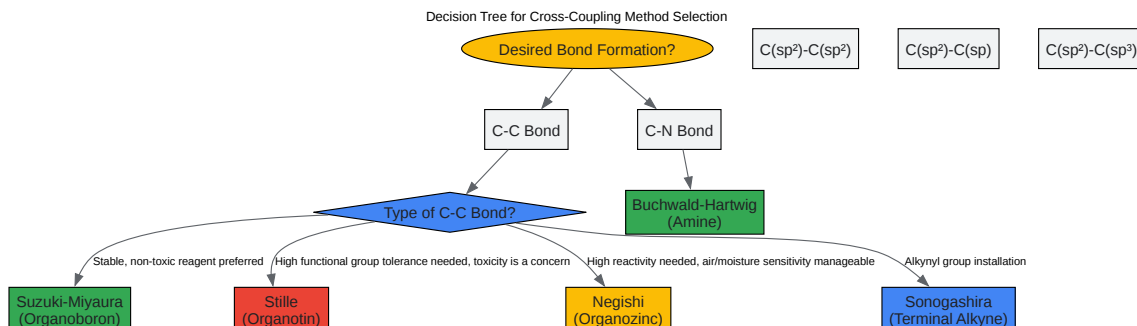 Decision Tree for Cross-Coupling Method Selection
Desired Bond Formation?
C(sp²)-C(sp²)
C(sp²)-C(sp)
C(sp²)-C(sp³)
C-C Bond
C-N Bond
Type of C-C Bond?
Buchwald-Hartwig
(Amine)
Stable, non-toxic reagent preferred
High functional group tolerance needed, toxicity is a concern
High reactivity needed, air/moisture sensitivity manageable
Alkynyl group installation
Suzuki-Miyaura
(Organoboron)
Stille
(Organotin)
Negishi
(Organozinc)
Sonogashira
(Terminal Alkyne)